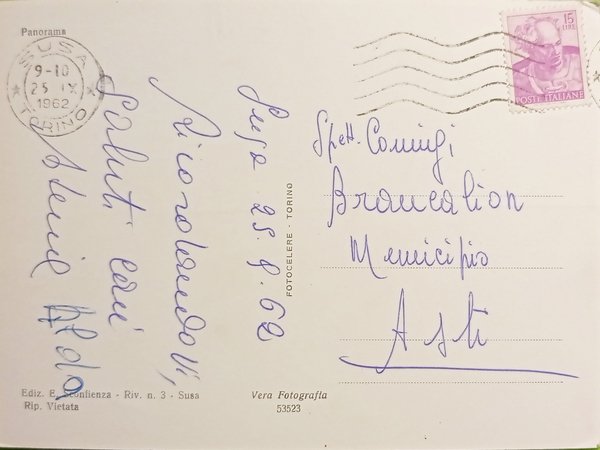 Panorama
SUSA
9-10
25 IX
1962
TORINO
15
LIRE
POSTE ITALIANE
Susa 25.9.62
Ricordandovi,
Saluti cari
Alda
Spett. Coniugi
Brancalion
Municipio
Asti
FOTOCELERE - TORINO
Ediz. E. Sconfienza - Riv. n. 3 - Susa
Rip. Vietata
Vera Fotografia
53523